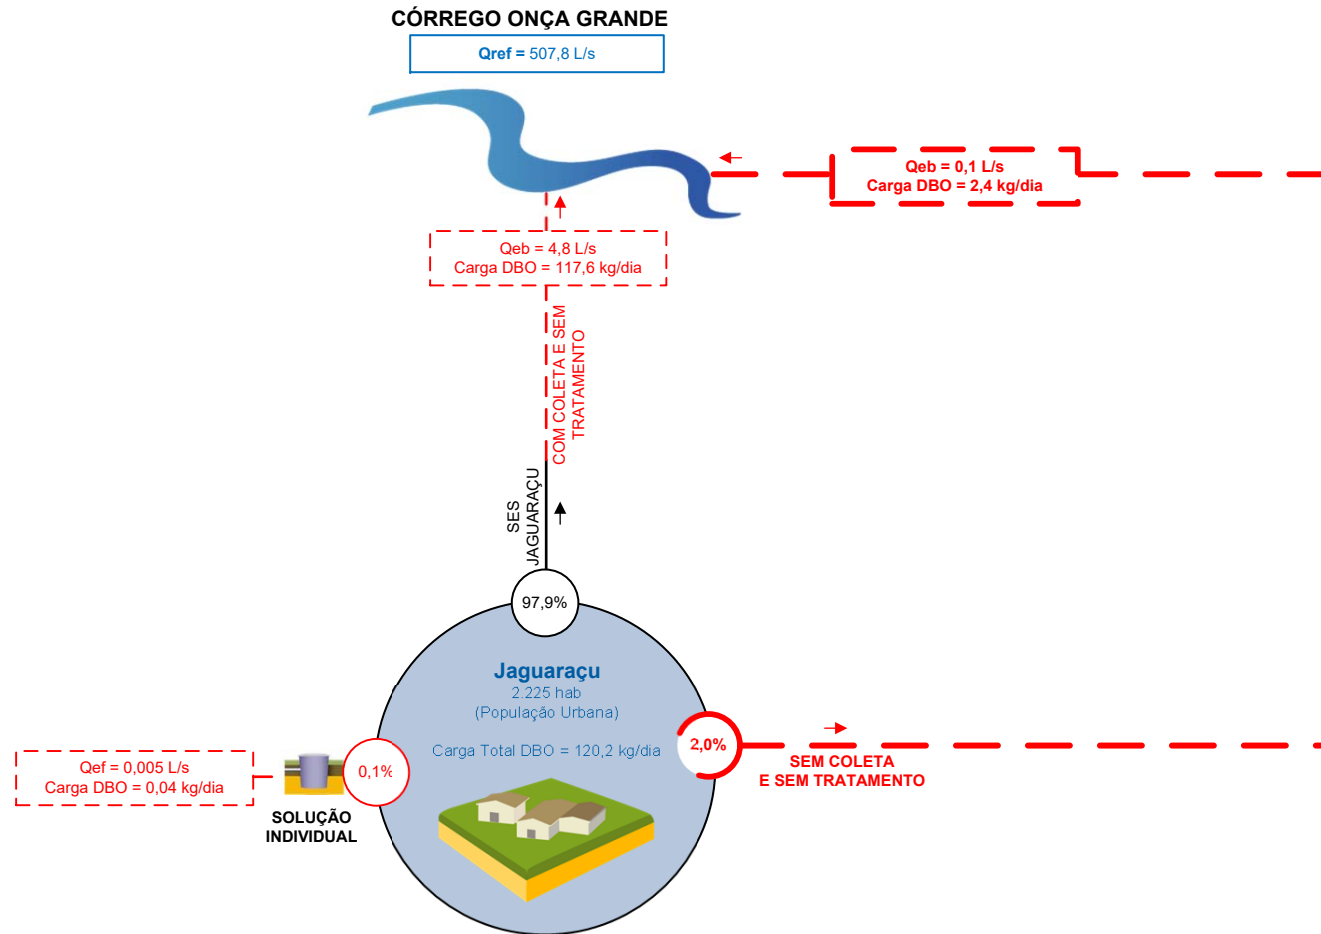 CÓRREGO ONÇA GRANDE
Qref = 507,8 L/s
Qeb = 0,1 L/s
Carga DBO = 2,4 kg/dia
Qeb = 4,8 L/s
Carga DBO = 117,6 kg/dia
COM COLETA E SEM
TRATAMENTO
SES
JAGUARAÇU
97,9%
Jaguaraçu
2.225 hab
(População Urbana)
Carga Total DBO = 120,2 kg/dia
2,0%
SEM COLETA
E SEM TRATAMENTO
0,1%
Qef = 0,005 L/s
Carga DBO = 0,04 kg/dia
SOLUÇÃO
INDIVIDUAL